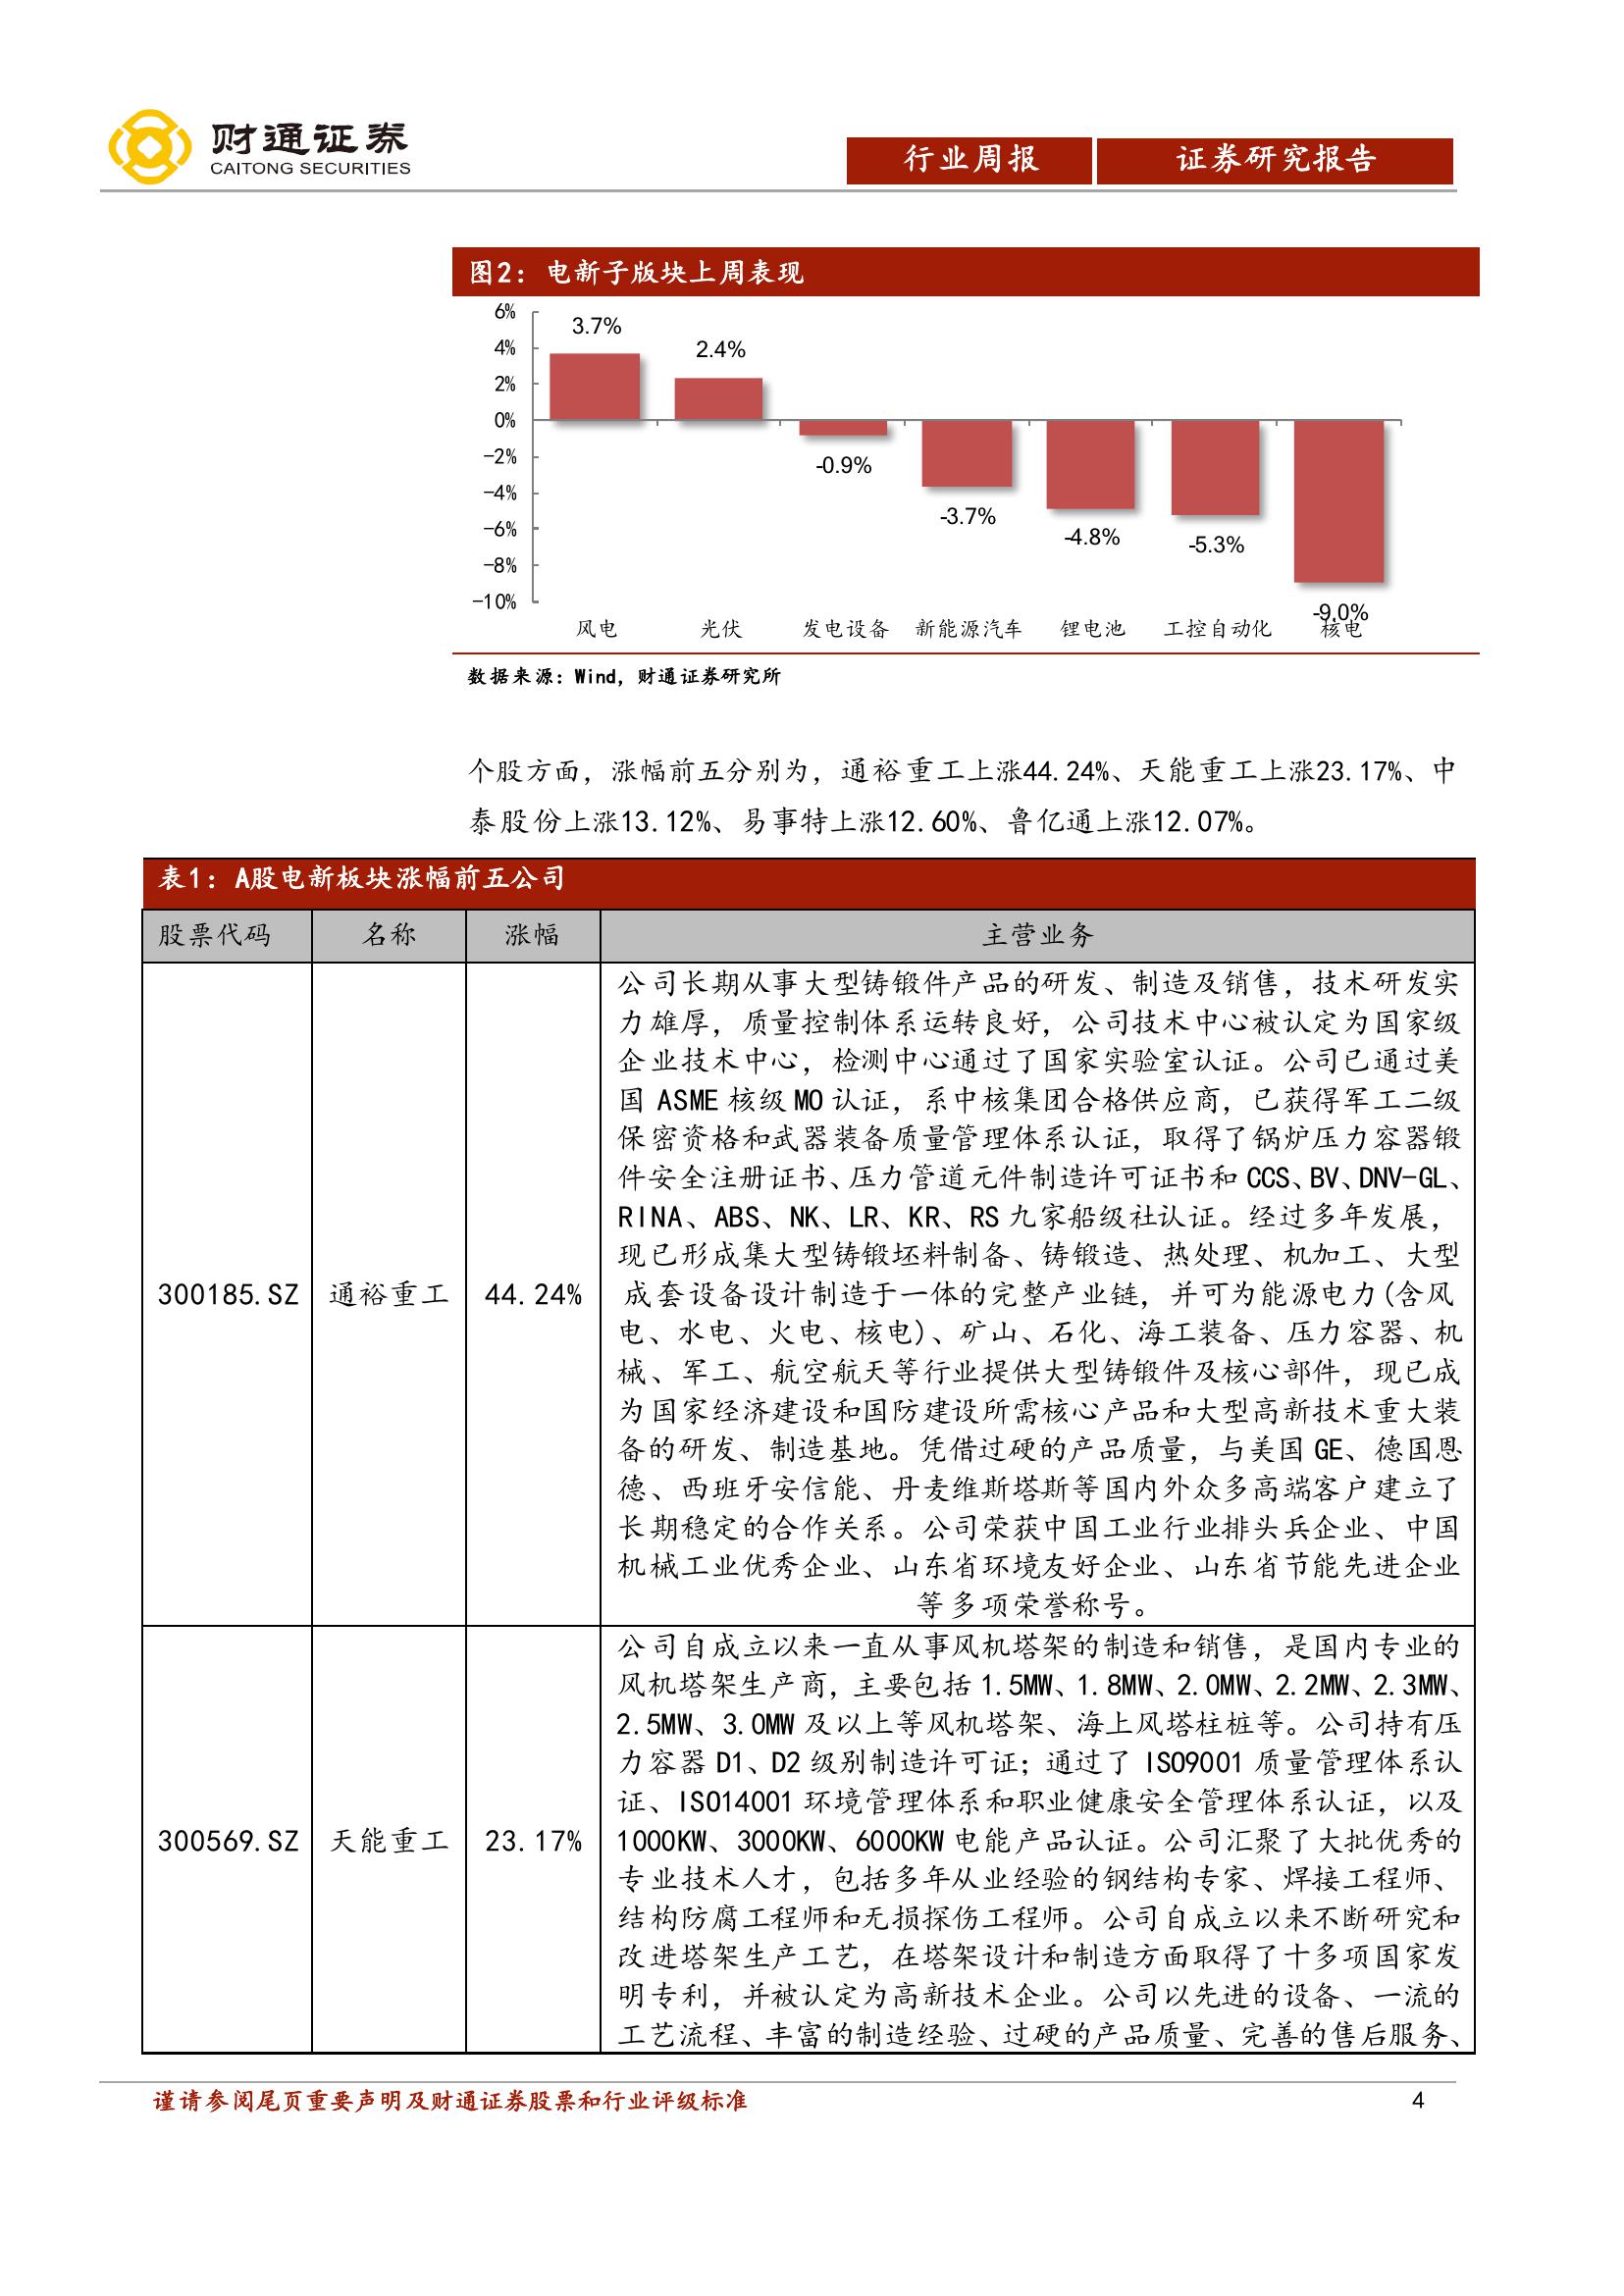 财通证券
CAITONG SECURITIES
行业周报
证券研究报告
图2：电新子版块上周表现
6%
4%
2%
0%
-2%
-4%
-6%
-8%
-10%
3.7%
2.4%
-0.9%
-3.7%
-4.8%
-5.3%
-9.0%
风电
光伏
发电设备
新能源汽车
锂电池
工控自动化
核电
数据来源：Wind，财通证券研究所
个股方面，涨幅前五分别为，通裕重工上涨44.24%、天能重工上涨23.17%、中
泰股份上涨13.12%、易事特上涨12.60%、鲁亿通上涨12.07%。
表1：A股电新板块涨幅前五公司
股票代码 名称 涨幅 主营业务
300185.SZ 通裕重工 44.24%
公司长期从事大型铸锻件产品的研发、制造及销售，技术研发实
力雄厚，质量控制体系运转良好，公司技术中心被认定为国家级
企业技术中心，检测中心通过了国家实验室认证。公司已通过美
国 ASME 核级 MO 认证，系中核集团合格供应商，已获得军工二级
保密资格和武器装备质量管理体系认证，取得了锅炉压力容器锻
件安全注册证书、压力管道元件制造许可证书和 CCS、BV、DNV-GL、
RINA、ABS、NK、LR、KR、RS 九家船级社认证。经过多年发展，
现已形成集大型铸锻坯料制备、铸锻造、热处理、机加工、大型
成套设备设计制造于一体的完整产业链，并可为能源电力(含风
电、水电、火电、核电)、矿山、石化、海工装备、压力容器、机
械、军工、航空航天等行业提供大型铸锻件及核心部件，现已成
为国家经济建设和国防建设所需核心产品和大型高新技术重大装
备的研发、制造基地。凭借过硬的产品质量，与美国 GE、德国恩
德、西班牙安信能、丹麦维斯塔斯等国内外众多高端客户建立了
长期稳定的合作关系。公司荣获中国工业行业排头兵企业、中国
机械工业优秀企业、山东省环境友好企业、山东省节能先进企业
等多项荣誉称号。
300569.SZ 天能重工 23.17%
公司自成立以来一直从事风机塔架的制造和销售，是国内专业的
风机塔架生产商，主要包括 1.5MW、1.8MW、2.0MW、2.2MW、2.3MW、
2.5MW、3.0MW 及以上等风机塔架、海上风塔柱桩等。公司持有压
力容器 D1、D2 级别制造许可证；通过了 ISO9001 质量管理体系认
证、ISO14001 环境管理体系和职业健康安全管理体系认证，以及
1000KW、3000KW、6000KW 电能产品认证。公司汇聚了大批优秀的
专业技术人才，包括多年从业经验的钢结构专家、焊接工程师、
结构防腐工程师和无损探伤工程师。公司自成立以来不断研究和
改进塔架生产工艺，在塔架设计和制造方面取得了十多项国家发
明专利，并被认定为高新技术企业。公司以先进的设备、一流的
工艺流程、丰富的制造经验、过硬的产品质量、完善的售后服务、
谨请参阅尾页重要声明及财通证券股票和行业评级标准
4